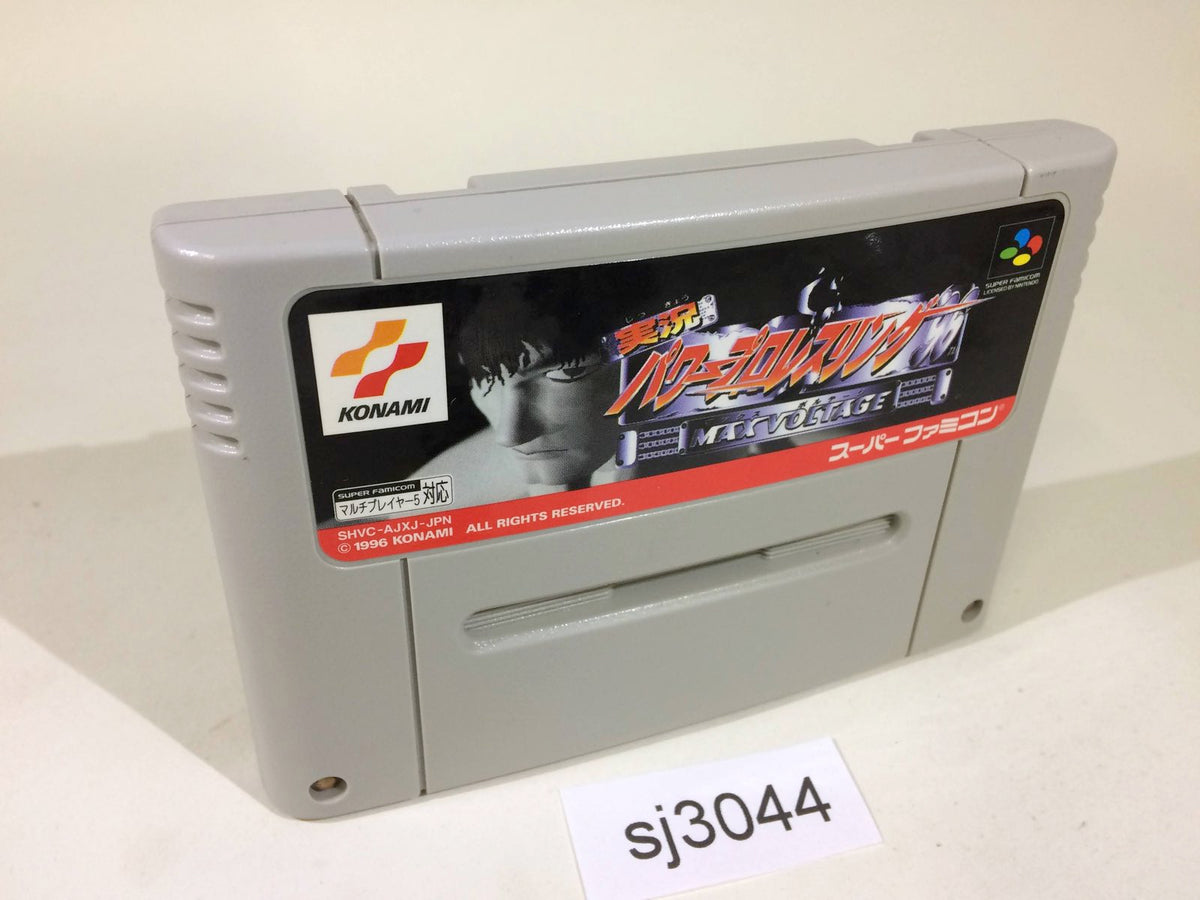 KONAMI
じっきょう
実況
パワープロレスリング'96
MAX VOLTAGE
SUPER FAMICOM
LICENSED BY NINTENDO
スーパーファミコン®
SUPER FAMICOM
マルチプレイヤー5 対応
SHVC-AJXJ-JPN
© 1996 KONAMI ALL RIGHTS RESERVED.
sj3044